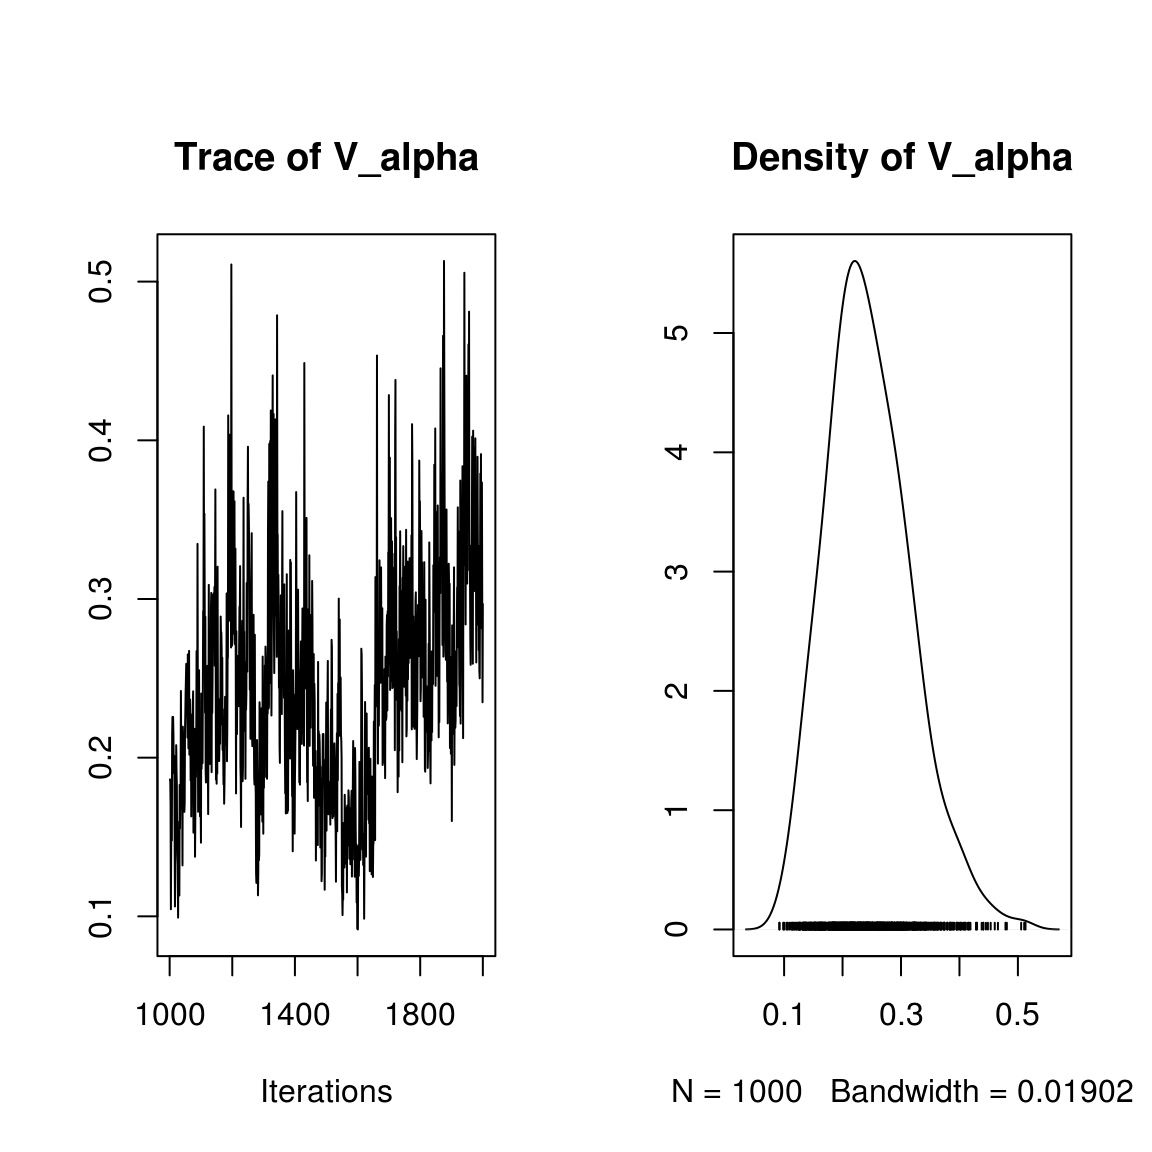 Trace of V_alpha
0.5
0.4
0.3
0.2
0.1
1000 1400 1800
Iterations
Density of V_alpha
5
4
3
2
1
0
0.1 0.3 0.5
N = 1000 Bandwidth = 0.01902